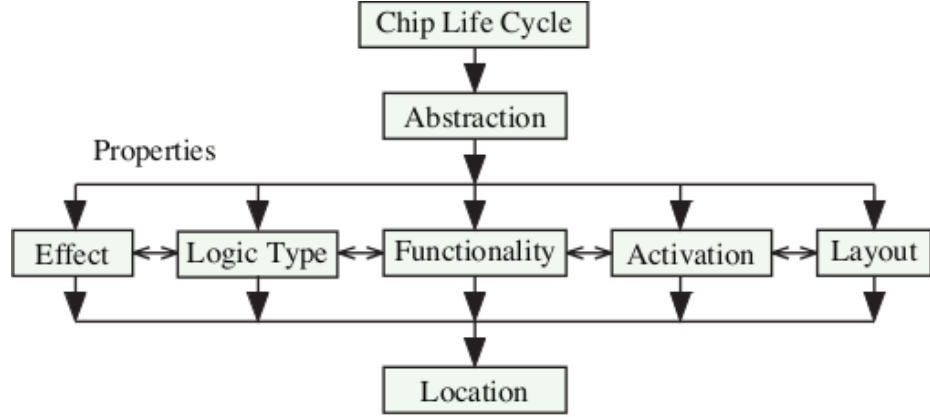 Chip Life Cycle
Abstraction
Properties
Effect
Logic Type
Functionality
Activation
Layout
Location